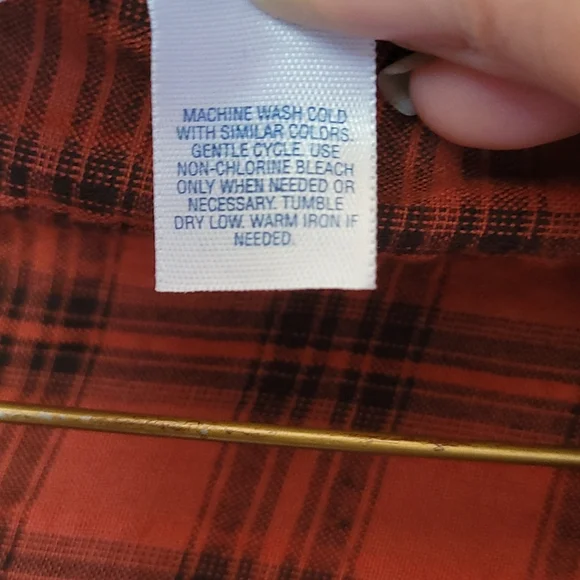 MACHINE WASH COLD
WITH SIMILAR COLORS.
GENTLE CYCLE. USE
NON-CHLORINE BLEACH
ONLY WHEN NEEDED OR
NECESSARY. TUMBLE
DRY LOW. WARM IRON IF
NEEDED.